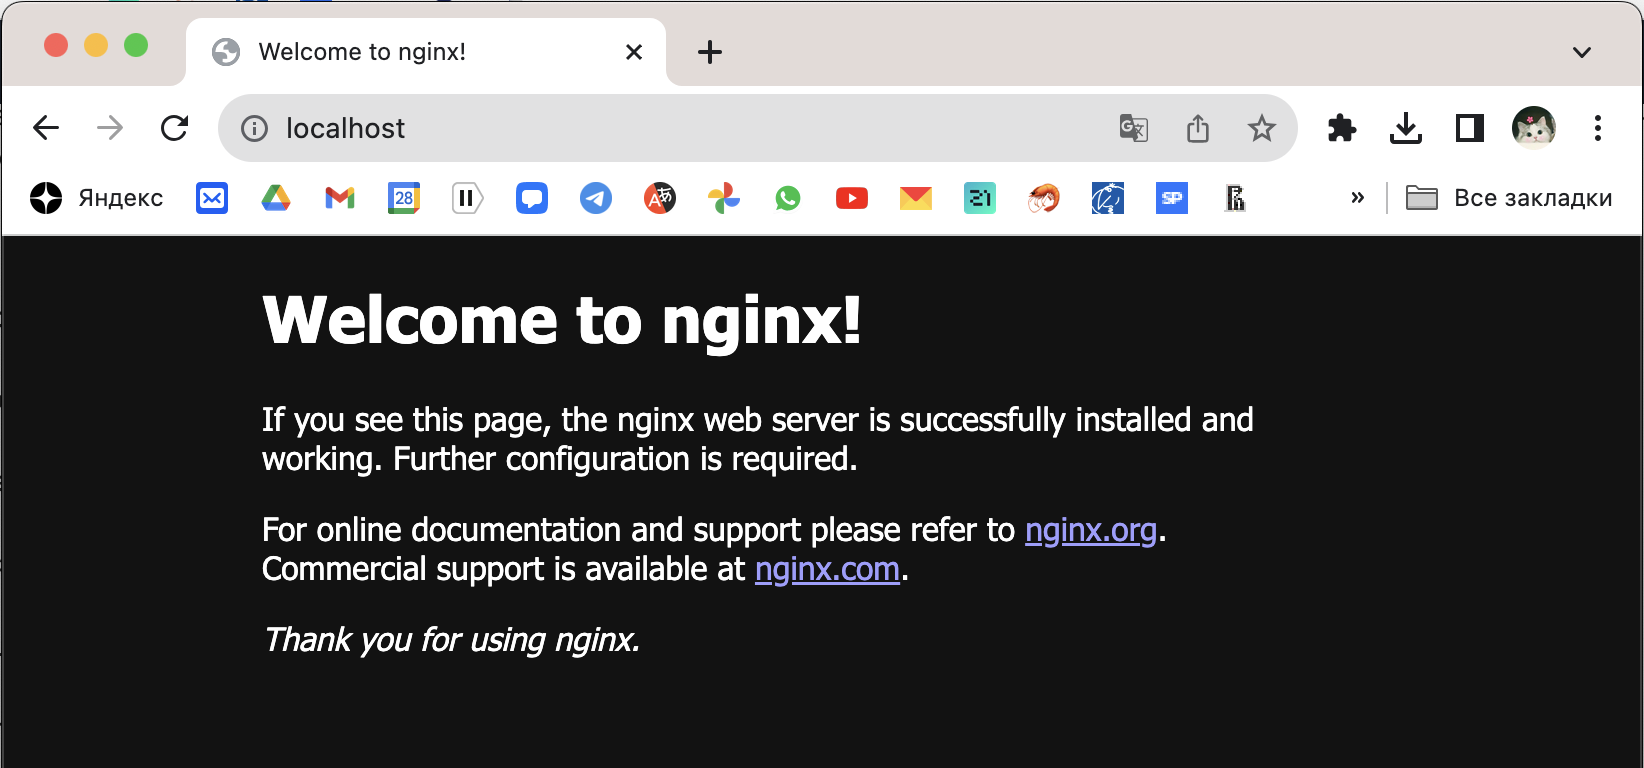 Welcome to nginx!
localhost
Яндекс
28
21
SP
Все закладки
Welcome to nginx!
If you see this page, the nginx web server is successfully installed and
working. Further configuration is required.
For online documentation and support please refer to nginx.org.
Commercial support is available at nginx.com.
Thank you for using nginx.